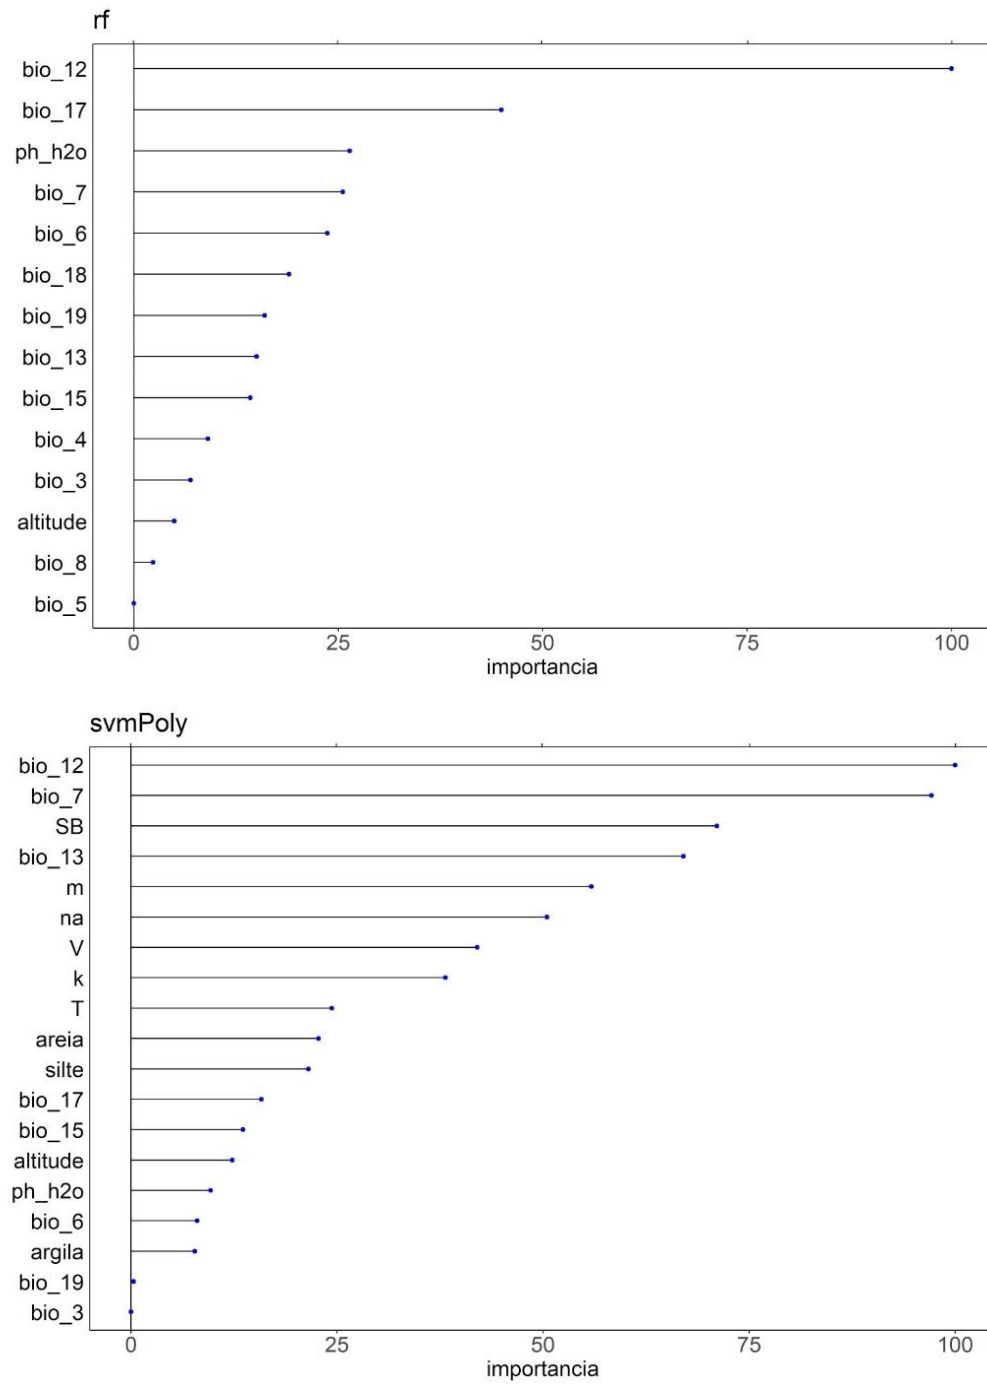 rf
bio_12
bio_17
ph_h2o
bio_7
bio_6
bio_18
bio_19
bio_13
bio_15
bio_4
bio_3
altitude
bio_8
bio_5
0 25 50 75 100
importancia
svmPoly
bio_12
bio_7
SB
bio_13
m
na
V
k
T
areia
silte
bio_17
bio_15
altitude
ph_h2o
bio_6
argila
bio_19
bio_3
0 25 50 75 100
importancia